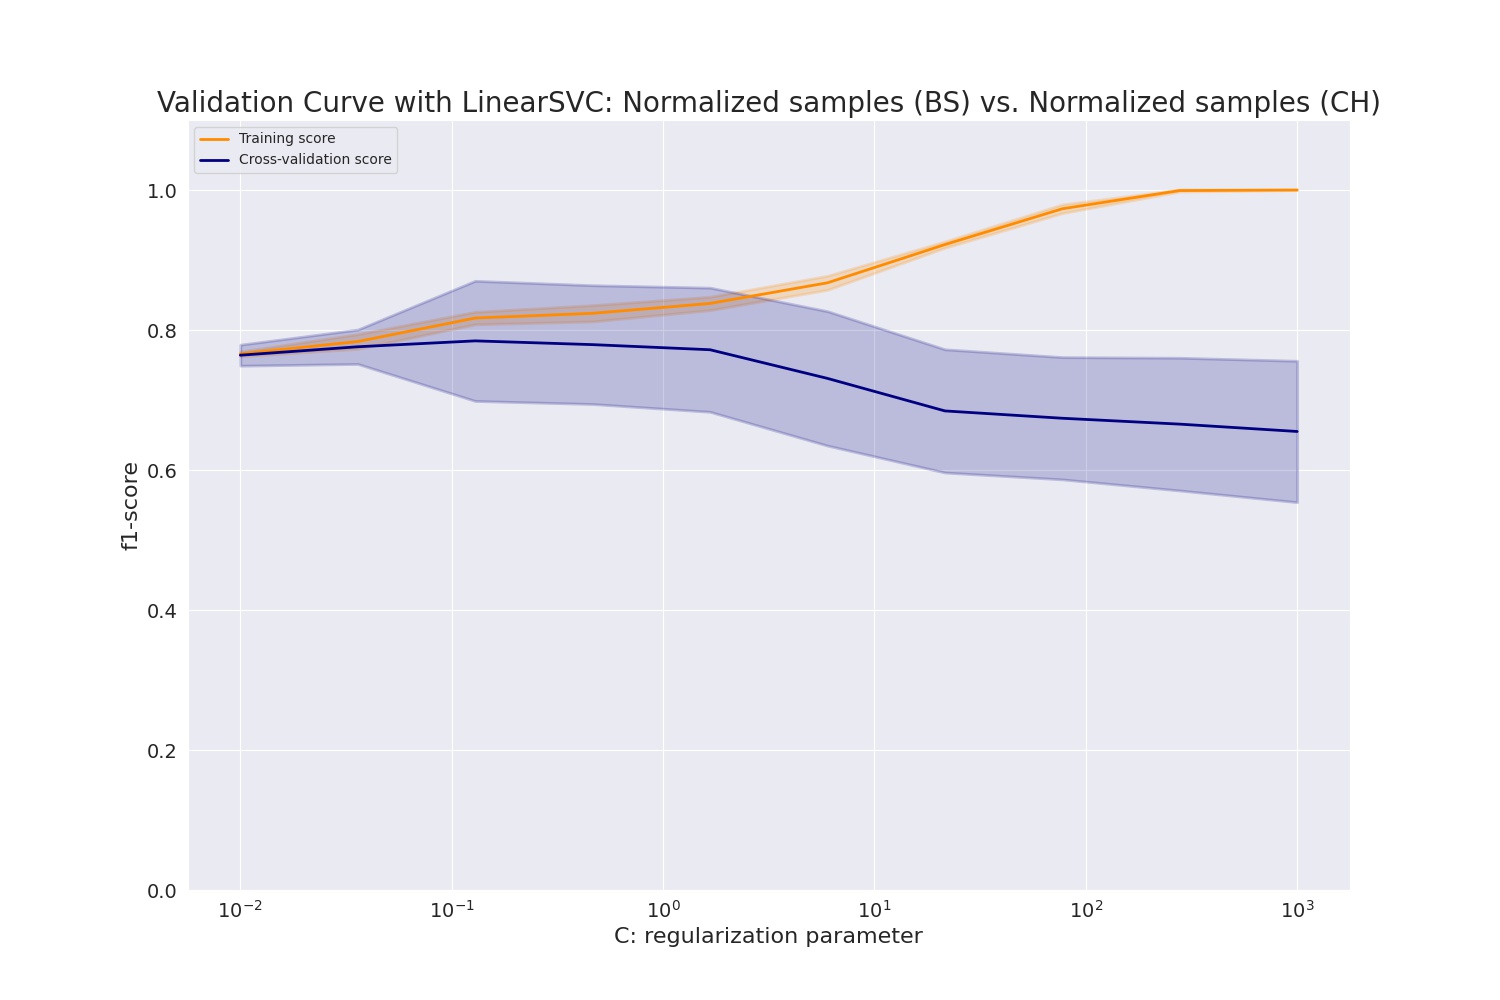 Validation Curve with LinearSVC: Normalized samples (BS) vs. Normalized samples (CH)
Training score
Cross-validation score
1.0
0.8
0.6
0.4
0.2
0.0
f1-score
10⁻² 10⁻¹ 10⁰ 10¹ 10² 10³
C: regularization parameter